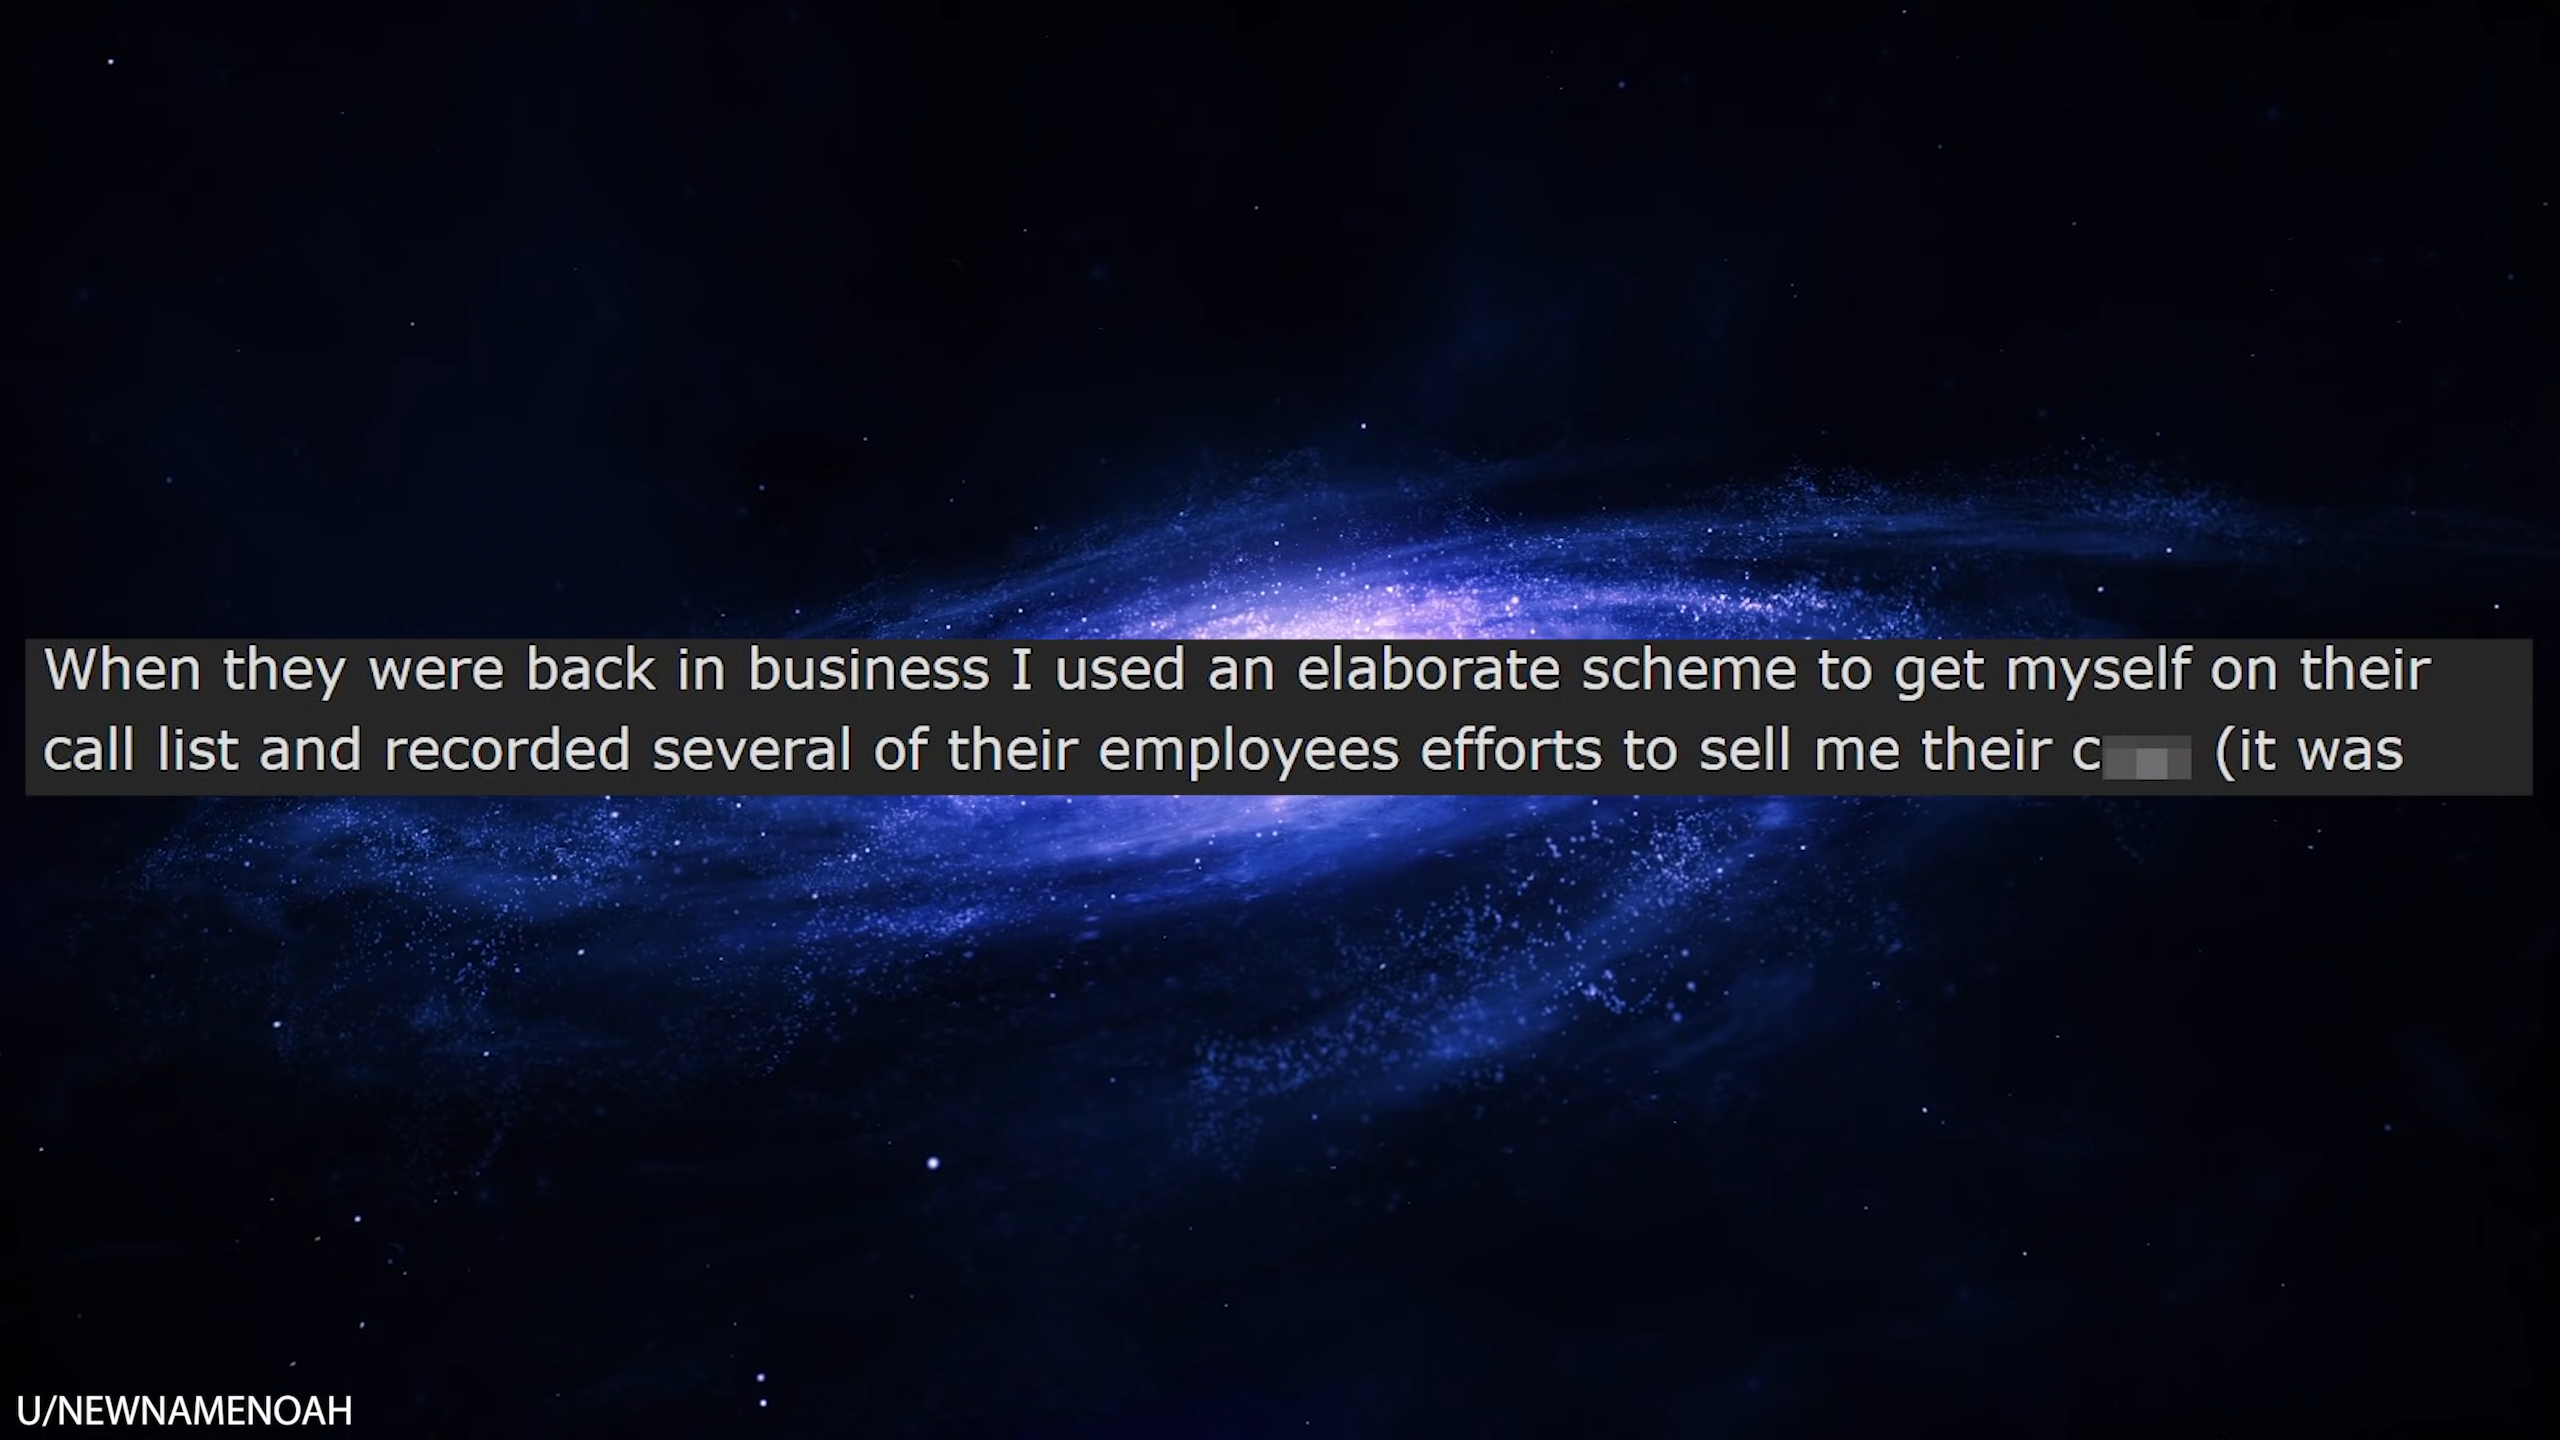 When they were back in business I used an elaborate scheme to get myself on their
call list and recorded several of their employees efforts to sell me their c (it was
U/NEWNAMENOAH